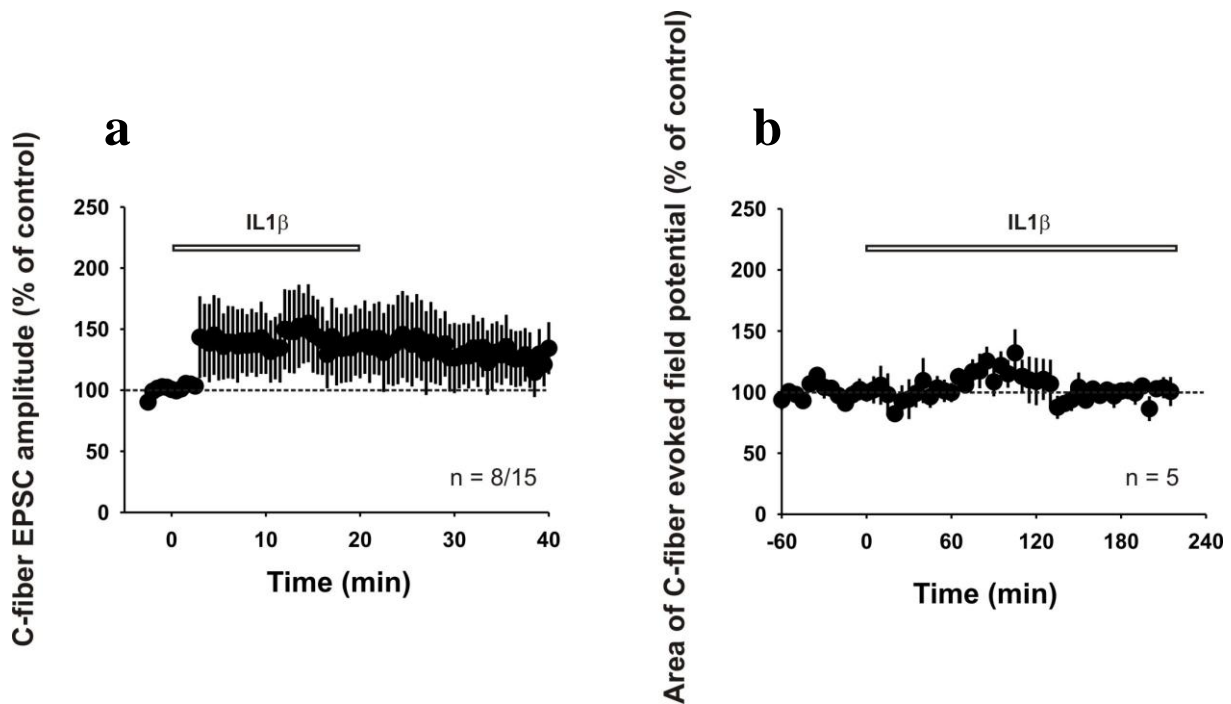 a
C-fiber EPSC amplitude (% of control)
250
200
150
100
50
0
IL1β
n = 8/15
0 10 20 30 40
Time (min)
b
Area of C-fiber evoked field potential (% of control)
250
200
150
100
50
0
IL1β
n = 5
-60 0 60 120 180 240
Time (min)